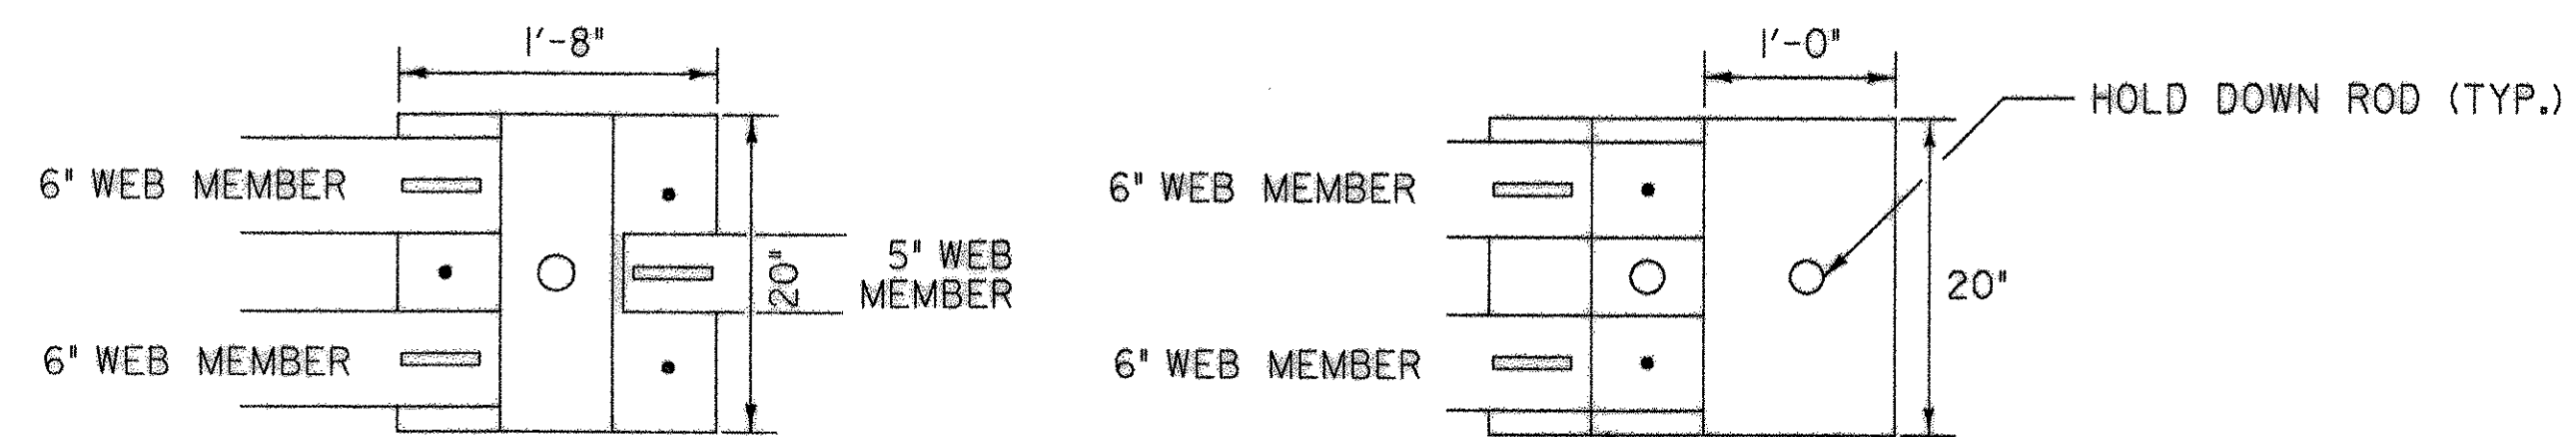 1'-8"
6" WEB MEMBER
20"
5" WEB
MEMBER
6" WEB MEMBER
1'-0"
HOLD DOWN ROD (TYP.)
6" WEB MEMBER
20"
6" WEB MEMBER